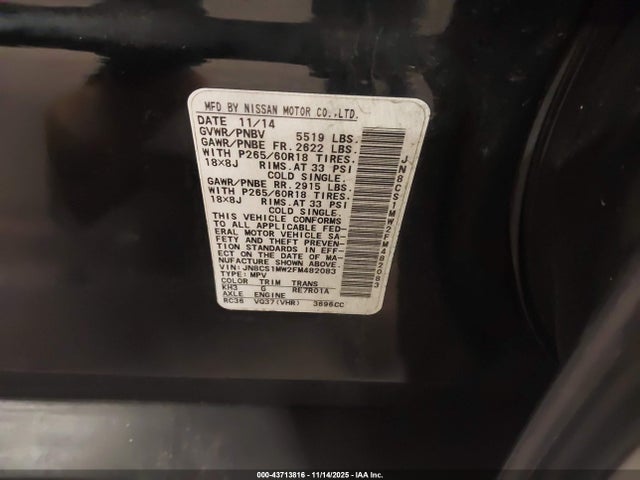 MFD BY NISSAN MOTOR CO.,LTD.
DATE 11/14
GVWR/PNBV 5519 LBS.
GAWR/PNBE FR. 2622 LBS.
WITH P265/60R18 TIRES.
18x8J RIMS.AT 33 PSI
COLD SINGLE.
GAWR/PNBE RR. 2915 LBS.
WITH P265/60R18 TIRES.
18x8J RIMS.AT 33 PSI
COLD SINGLE.
THIS VEHICLE CONFORMS
TO ALL APPLICABLE FED-
ERAL MOTOR VEHICLE SA-
FETY AND THEFT PREVEN-
TION STANDARDS IN EFF-
ECT ON THE DATE OF MA-
NUFACTURE SHOWN ABOVE.
VIN: JN8CS1MW2FM482083
TYPE: MPV
COLOR TRIM TRANS
KH3 G RE7R01A
AXLE ENGINE
RC36 VQ37(VHR) 3696CC
JN8CS1MW2FM482083
000-43713816 - 11/14/2025 - IAA Inc.